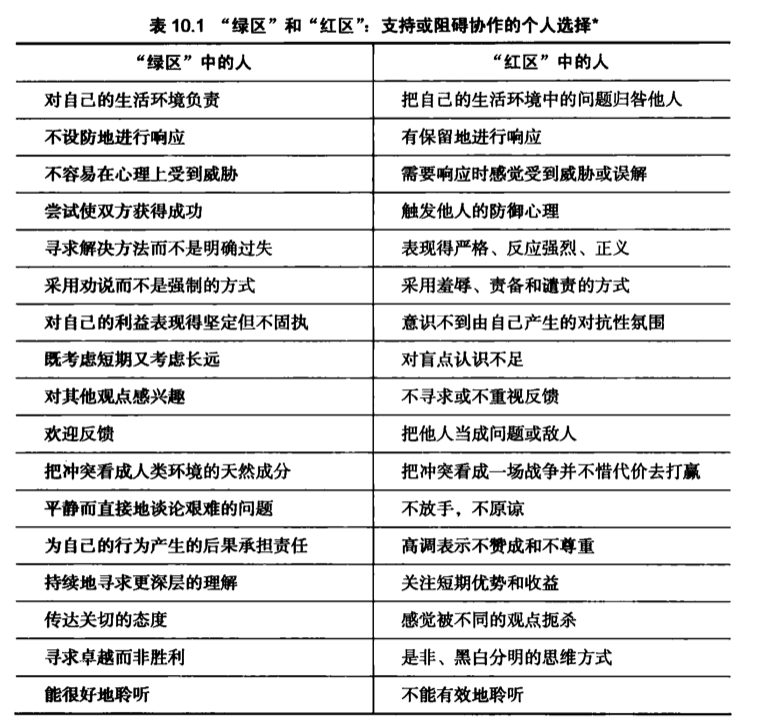 表 10.1 “绿区”和“红区”：支持或阻碍协作的个人选择*
“绿区”中的人 “红区”中的人
对自己的生活环境负责 把自己的生活环境中的问题归咎他人
不设防地进行响应 有保留地进行响应
不容易在心理上受到威胁 需要响应时感觉受到威胁或误解
尝试使双方获得成功 触发他人的防御心理
寻求解决方法而不是明确过失 表现得严格、反应强烈、正义
采用劝说而不是强制的方式 采用羞辱、责备和谴责的方式
对自己的利益表现得坚定但不固执 意识不到由自己产生的对抗性氛围
既考虑短期又考虑长远 对盲点认识不足
对其他观点感兴趣 不寻求或不重视反馈
欢迎反馈 把他人当成问题或敌人
把冲突看成人类环境的天然成分 把冲突看成一场战争并不惜代价去打赢
平静而直接地谈论艰难的问题 不放手，不原谅
为自己的行为产生的后果承担责任 高调表示不赞成和不尊重
持续地寻求更深层的理解 关注短期优势和收益
传达关切的态度 感觉被不同的观点扼杀
寻求卓越而非胜利 是非、黑白分明的思维方式
能很好地聆听 不能有效地聆听